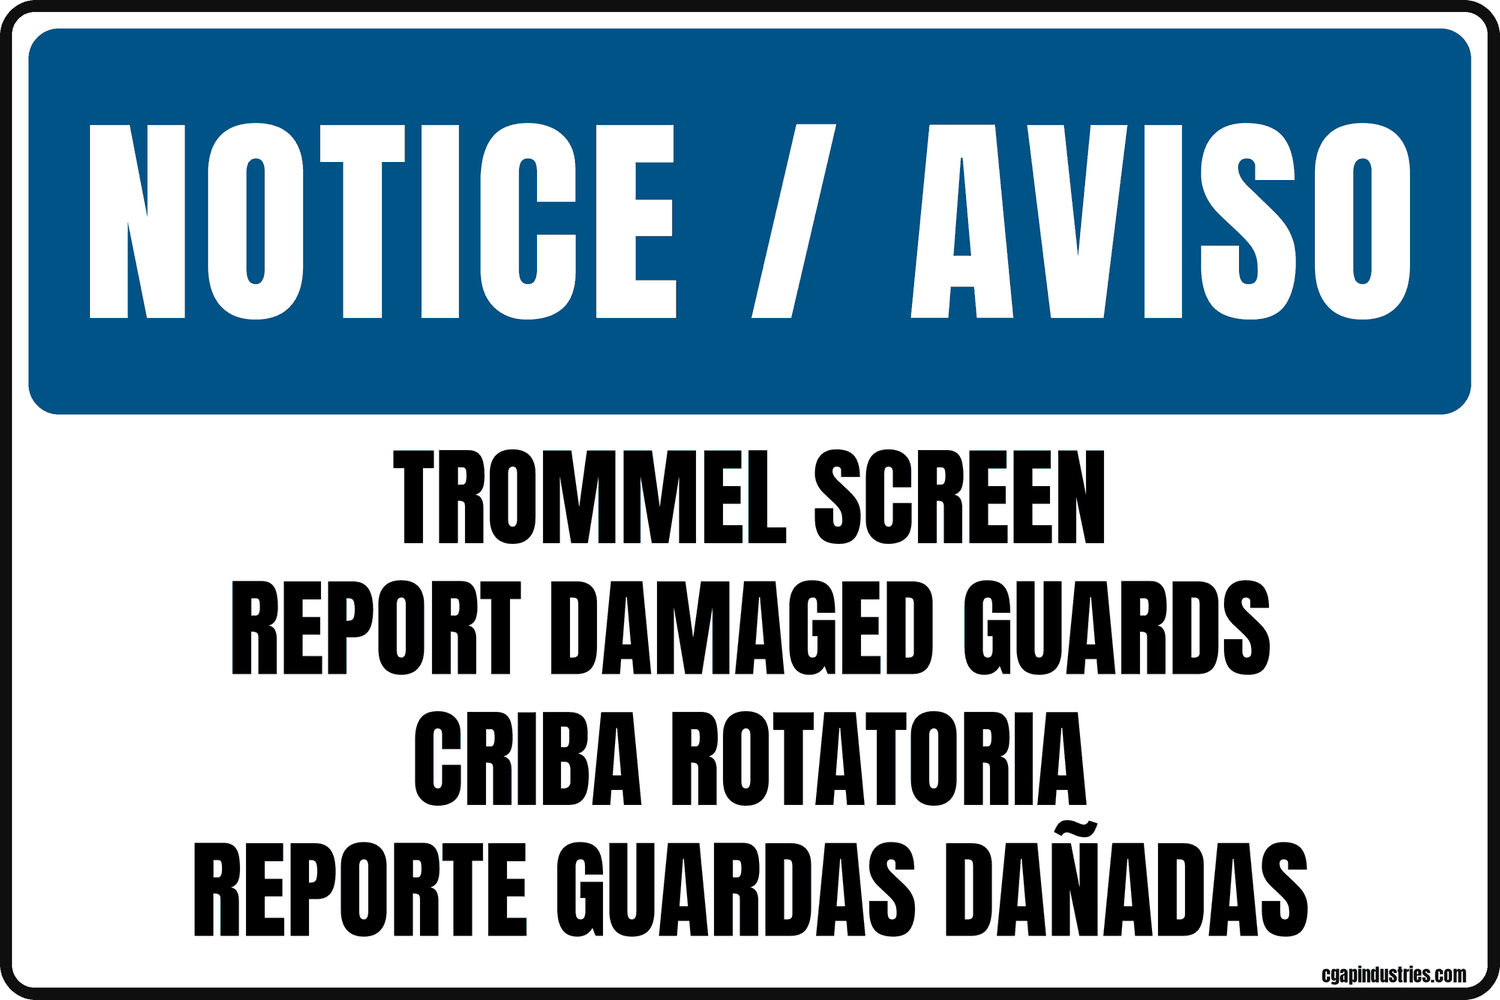 NOTICE / AVISO
TROMMEL SCREEN
REPORT DAMAGED GUARDS
CRIBA ROTATORIA
REPORTE GUARDAS DAÑADAS
cgapindustries.com